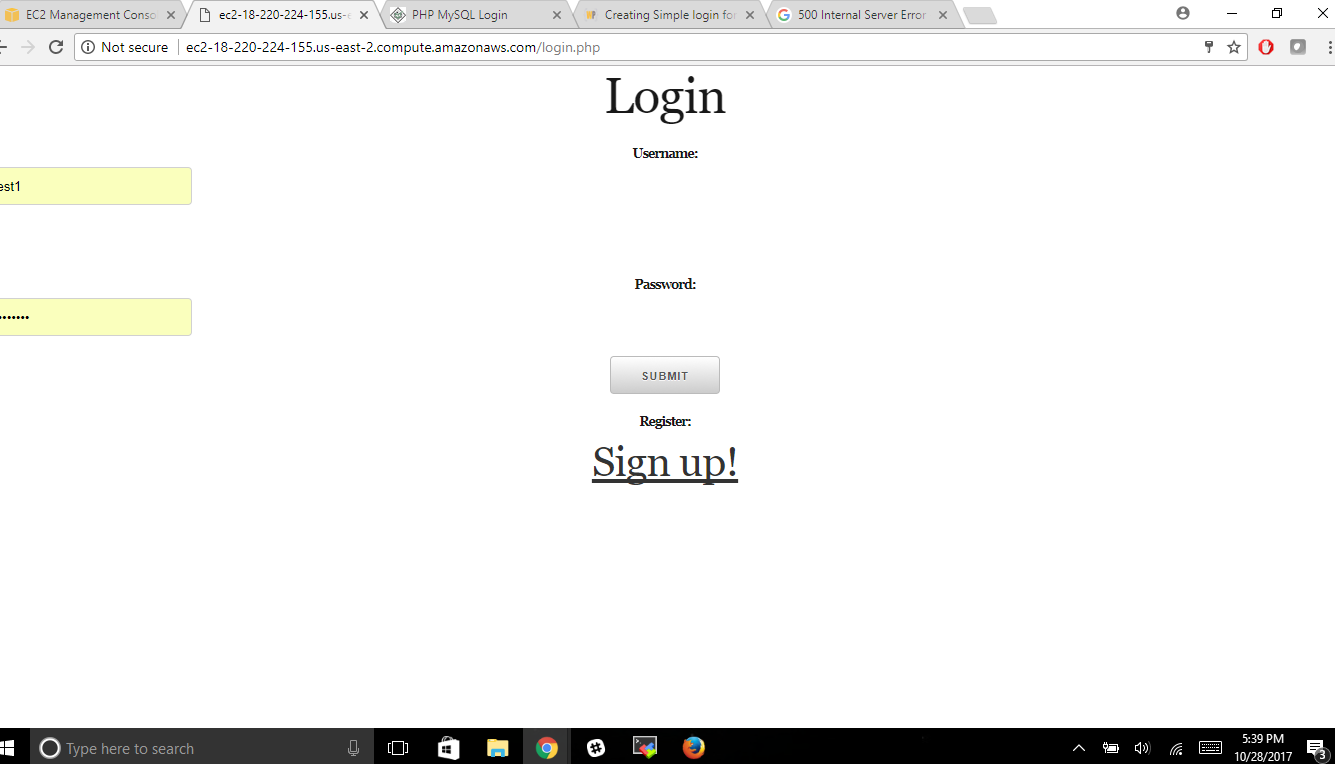 EC2 Management Conso
ec2-18-220-224-155.us-e
PHP MySQL Login
Creating Simple login for
500 Internal Server Error
Not secure
ec2-18-220-224-155.us-east-2.compute.amazonaws.com/login.php
Login
Username:
est1
Password:
SUBMIT
Register:
Sign up!
Type here to search
5:39 PM
10/28/2017
3